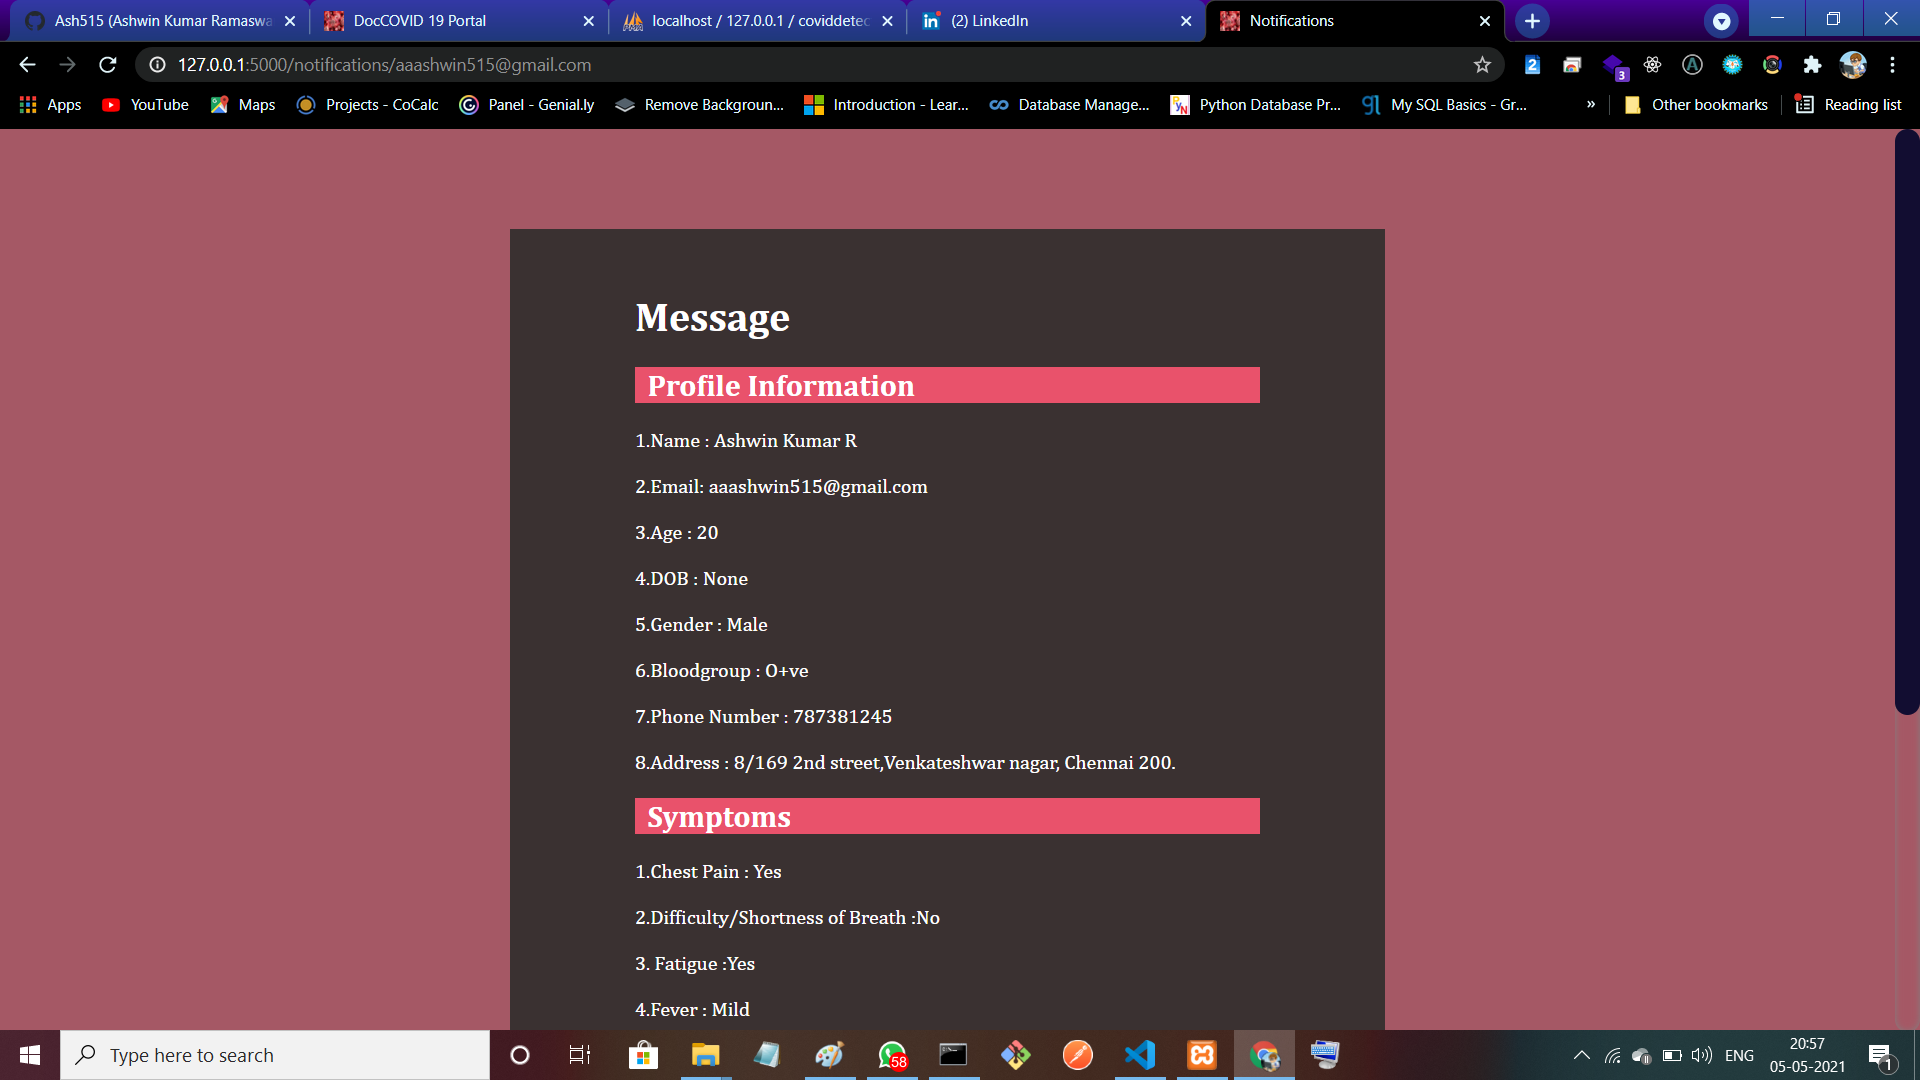 Ash515 (Ashwin Kumar Ramaswa
DocCOVID 19 Portal
localhost / 127.0.0.1 / coviddetec
(2) LinkedIn
Notifications
127.0.0.1:5000/notifications/aaashwin515@gmail.com
2
3
Apps
YouTube
Maps
Projects - CoCalc
Panel - Genial.ly
Remove Backgroun...
Introduction - Lear...
Database Manage...
Python Database Pr...
My SQL Basics - Gr...
»
Other bookmarks
Reading list
Message
Profile Information
1.Name : Ashwin Kumar R
2.Email: aaashwin515@gmail.com
3.Age : 20
4.DOB : None
5.Gender : Male
6.Bloodgroup : O+ve
7.Phone Number : 787381245
8.Address : 8/169 2nd street,Venkateshwar nagar, Chennai 200.
Symptoms
1.Chest Pain : Yes
2.Difficulty/Shortness of Breath :No
3. Fatigue :Yes
4.Fever : Mild
Type here to search
58
ENG
20:57
05-05-2021
1